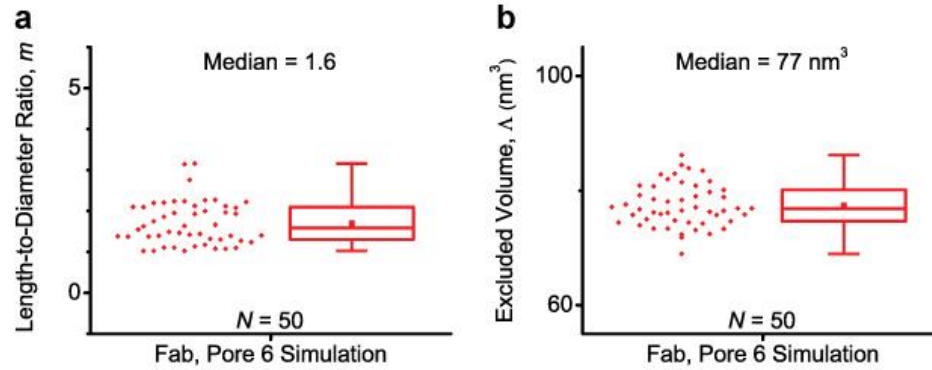 a
Length-to-Diameter Ratio, m
Median = 1.6
5
0
N = 50
Fab, Pore 6 Simulation
b
Excluded Volume, Λ (nm³)
Median = 77 nm³
100
60
N = 50
Fab, Pore 6 Simulation